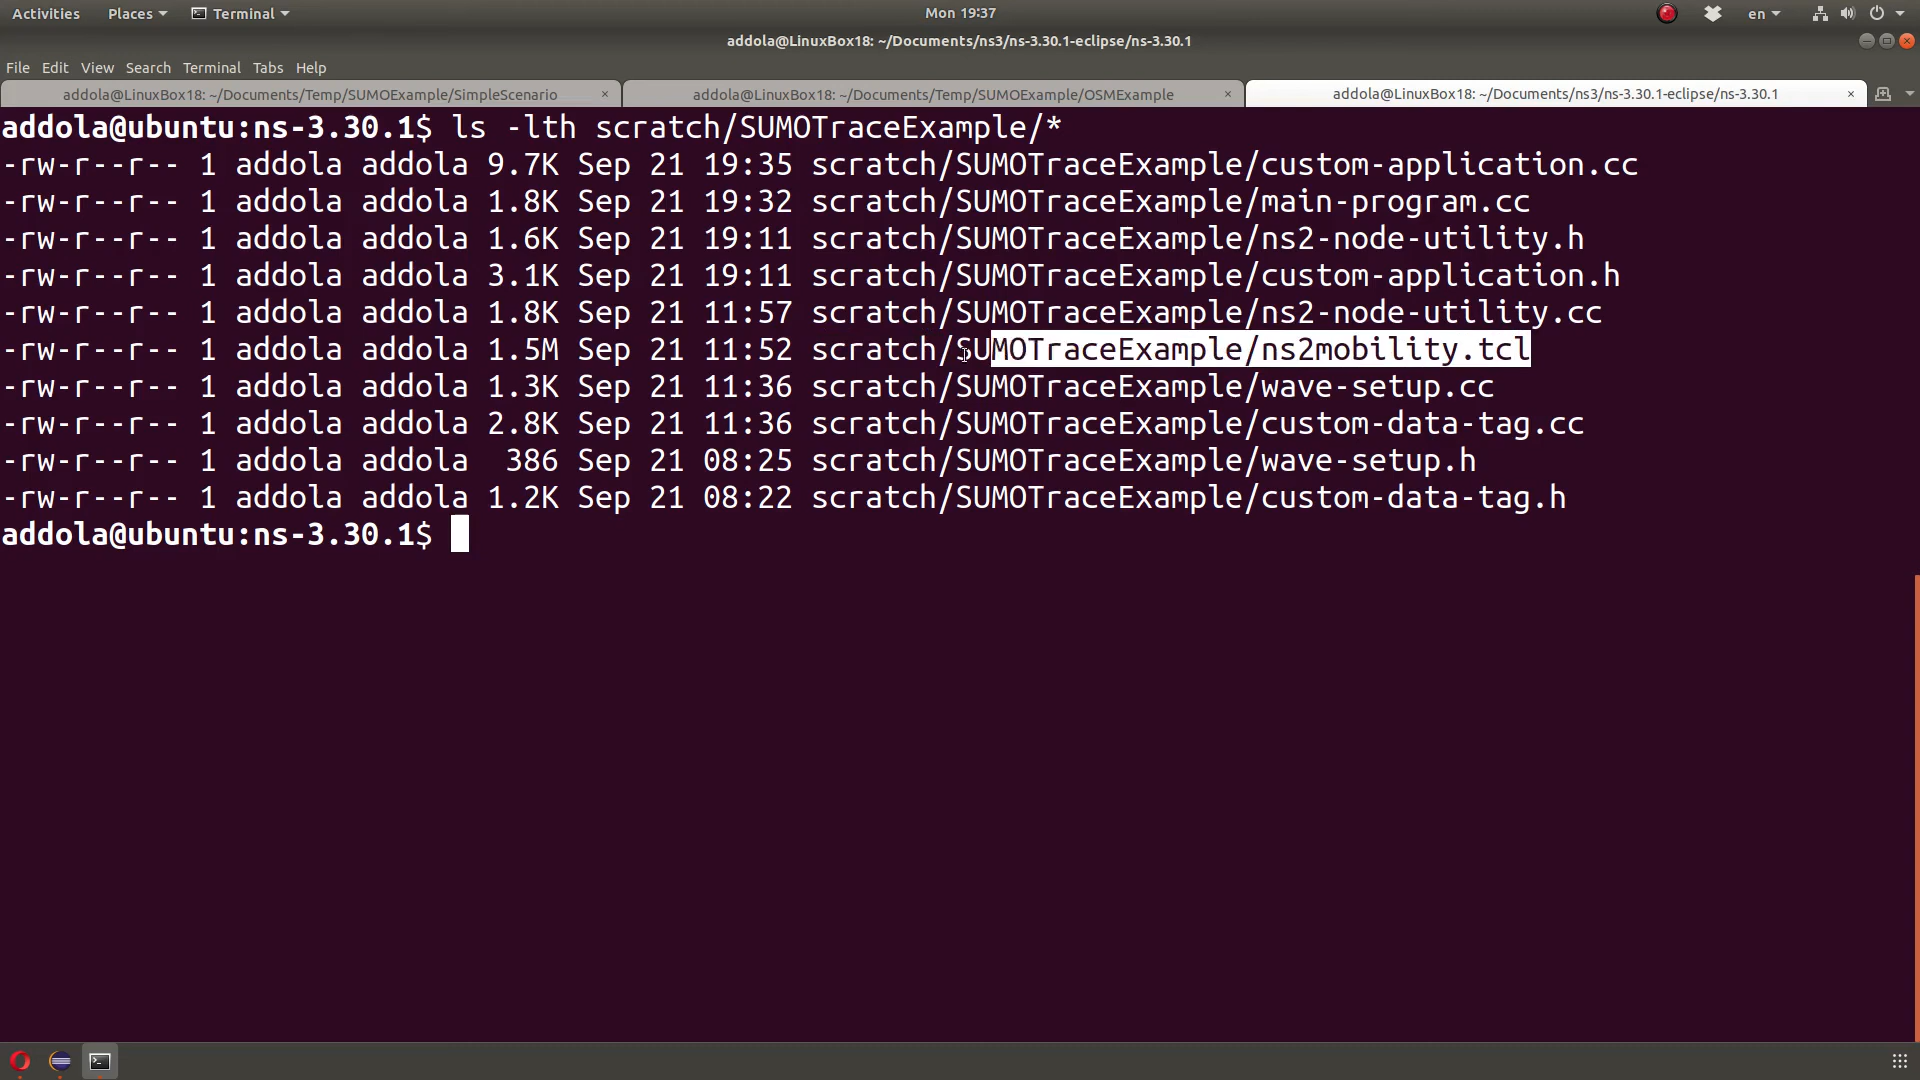 Activities Places Terminal Mon 19:37 en
addola@LinuxBox18: ~/Documents/ns3/ns-3.30.1-eclipse/ns-3.30.1
File Edit View Search Terminal Tabs Help
addola@LinuxBox18: ~/Documents/Temp/SUMOExample/SimpleScenario × addola@LinuxBox18: ~/Documents/Temp/SUMOExample/OSMExample × addola@LinuxBox18: ~/Documents/ns3/ns-3.30.1-eclipse/ns-3.30.1 ×
addola@ubuntu:ns-3.30.1$ ls -lth scratch/SUMOTraceExample/*
-rw-r--r-- 1 addola addola 9.7K Sep 21 19:35 scratch/SUMOTraceExample/custom-application.cc
-rw-r--r-- 1 addola addola 1.8K Sep 21 19:32 scratch/SUMOTraceExample/main-program.cc
-rw-r--r-- 1 addola addola 1.6K Sep 21 19:11 scratch/SUMOTraceExample/ns2-node-utility.h
-rw-r--r-- 1 addola addola 3.1K Sep 21 19:11 scratch/SUMOTraceExample/custom-application.h
-rw-r--r-- 1 addola addola 1.8K Sep 21 11:57 scratch/SUMOTraceExample/ns2-node-utility.cc
-rw-r--r-- 1 addola addola 1.5M Sep 21 11:52 scratch/SUMOTraceExample/ns2mobility.tcl
-rw-r--r-- 1 addola addola 1.3K Sep 21 11:36 scratch/SUMOTraceExample/wave-setup.cc
-rw-r--r-- 1 addola addola 2.8K Sep 21 11:36 scratch/SUMOTraceExample/custom-data-tag.cc
-rw-r--r-- 1 addola addola  386 Sep 21 08:25 scratch/SUMOTraceExample/wave-setup.h
-rw-r--r-- 1 addola addola 1.2K Sep 21 08:22 scratch/SUMOTraceExample/custom-data-tag.h
addola@ubuntu:ns-3.30.1$